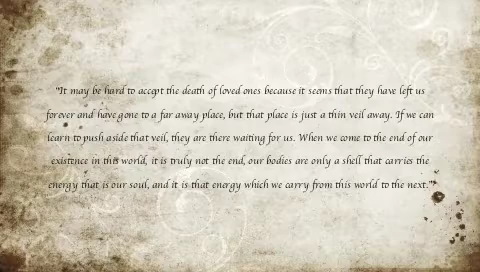 "It may be hard to accept the death of loved ones because it seems that they have left us
forever and have gone to a far away place, but that place is just a thin veil away. If we can
learn to push aside that veil, they are there waiting for us. When we come to the end of our
existence in this world, it is truly not the end, our bodies are only a shell that carries the
energy that is our soul, and it is that energy which we carry from this world to the next."